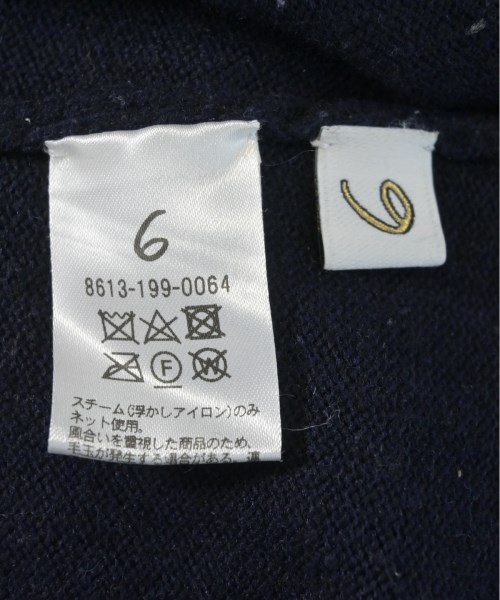 6
8613-199-0064
F
W
スチーム(浮かしアイロン)のみ
ネット使用。
風合いを重視した商品のため、
毛玉が発生する場合がある、連
6